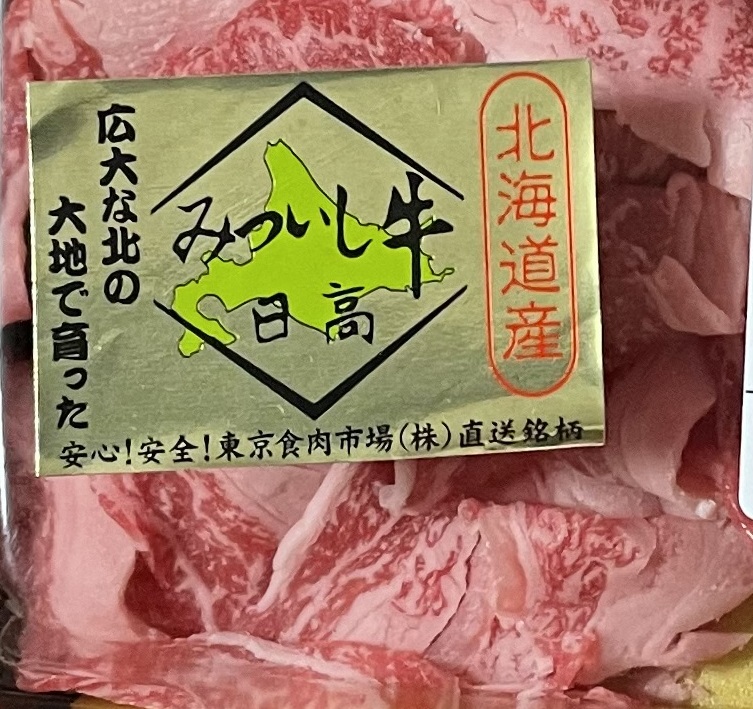 北海道産
みついし牛
日高
広大な北の
大地で育った
安心!安全!東京食肉市場(株)直送銘柄